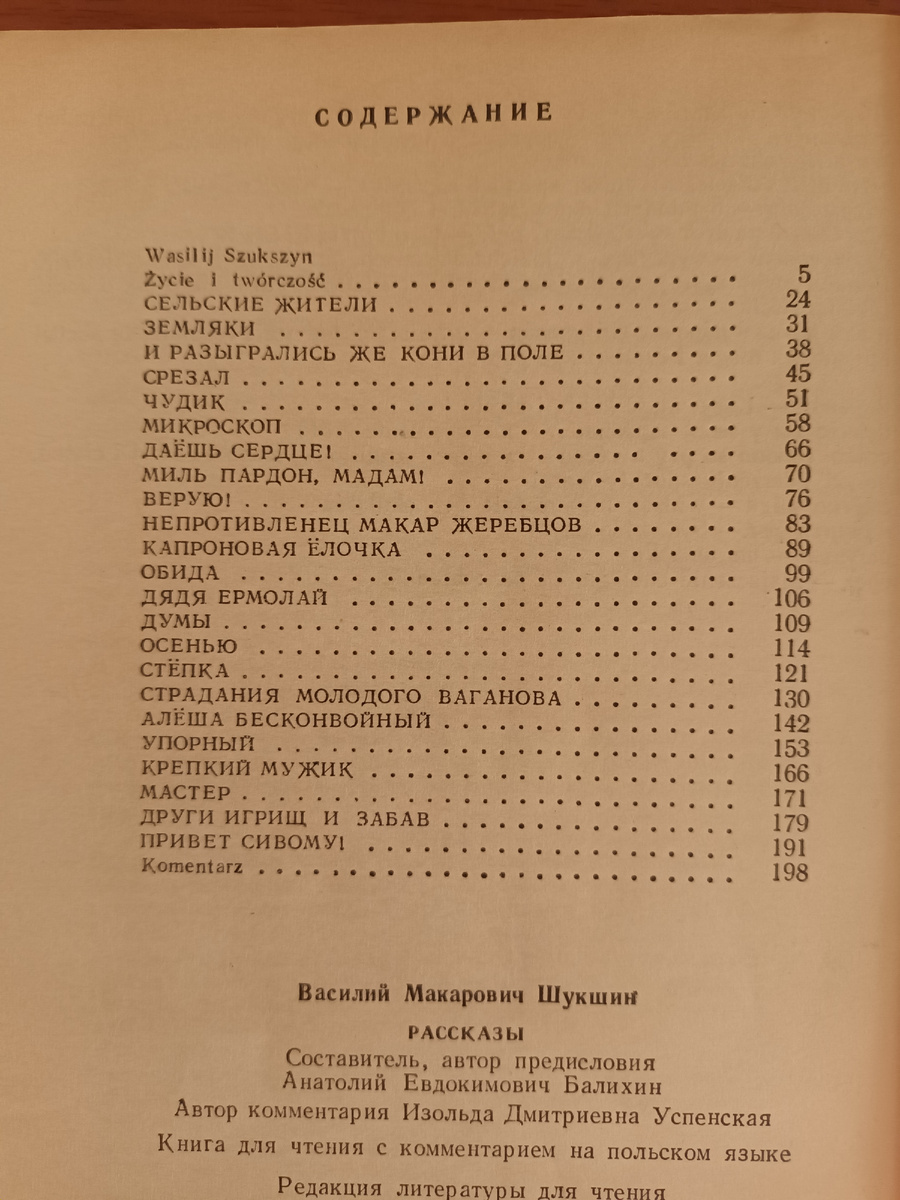 СОДЕРЖАНИЕ
Wasilij Szukszyn
Życie i twórczość . . . . . . . . . . . . . . . . . . 5
СЕЛЬСКИЕ ЖИТЕЛИ . . . . . . . . . . . . . . . . 24
ЗЕМЛЯКИ . . . . . . . . . . . . . . . . . . . . 31
И РАЗЫГРАЛИСЬ ЖЕ КОНИ В ПОЛЕ . . . . . . . . 38
СРЕЗАЛ . . . . . . . . . . . . . . . . . . . . . . 45
ЧУДИК . . . . . . . . . . . . . . . . . . . . . . 51
МИКРОСКОП . . . . . . . . . . . . . . . . . . . 58
ДАЁШЬ СЕРДЦЕ! . . . . . . . . . . . . . . . . . 66
МИЛЬ ПАРДОН, МАДАМ! . . . . . . . . . . . . . 70
ВЕРУЮ! . . . . . . . . . . . . . . . . . . . . . . 76
НЕПРОТИВЛЕНЕЦ МАКАР ЖЕРЕБЦОВ . . . . . . . 83
КАПРОНОВАЯ ЁЛОЧКА . . . . . . . . . . . . . . 89
ОБИДА . . . . . . . . . . . . . . . . . . . . . . 99
ДЯДЯ ЕРМОЛАЙ . . . . . . . . . . . . . . . . . 106
ДУМЫ . . . . . . . . . . . . . . . . . . . . . . . 109
ОСЕНЬЮ . . . . . . . . . . . . . . . . . . . . . 114
СТЁПКА . . . . . . . . . . . . . . . . . . . . . . 121
СТРАДАНИЯ МОЛОДОГО ВАГАНОВА . . . . . . . . 130
АЛЁША БЕСКОНВОЙНЫЙ . . . . . . . . . . . . . 142
УПОРНЫЙ . . . . . . . . . . . . . . . . . . . . 153
КРЕПКИЙ МУЖИК . . . . . . . . . . . . . . . . 166
МАСТЕР . . . . . . . . . . . . . . . . . . . . . . 171
ДРУГИ ИГРИЩ И ЗАБАВ . . . . . . . . . . . . . 179
ПРИВЕТ СИВОМУ! . . . . . . . . . . . . . . . . 191
Komentarz . . . . . . . . . . . . . . . . . . . . . 198
Василий Макарович Шукшин
РАССКАЗЫ
Составитель, автор предисловия
Анатолий Евдокимович Балихин
Автор комментария Изольда Дмитриевна Успенская
Книга для чтения с комментарием на польском языке
Редакция литературы для чтения